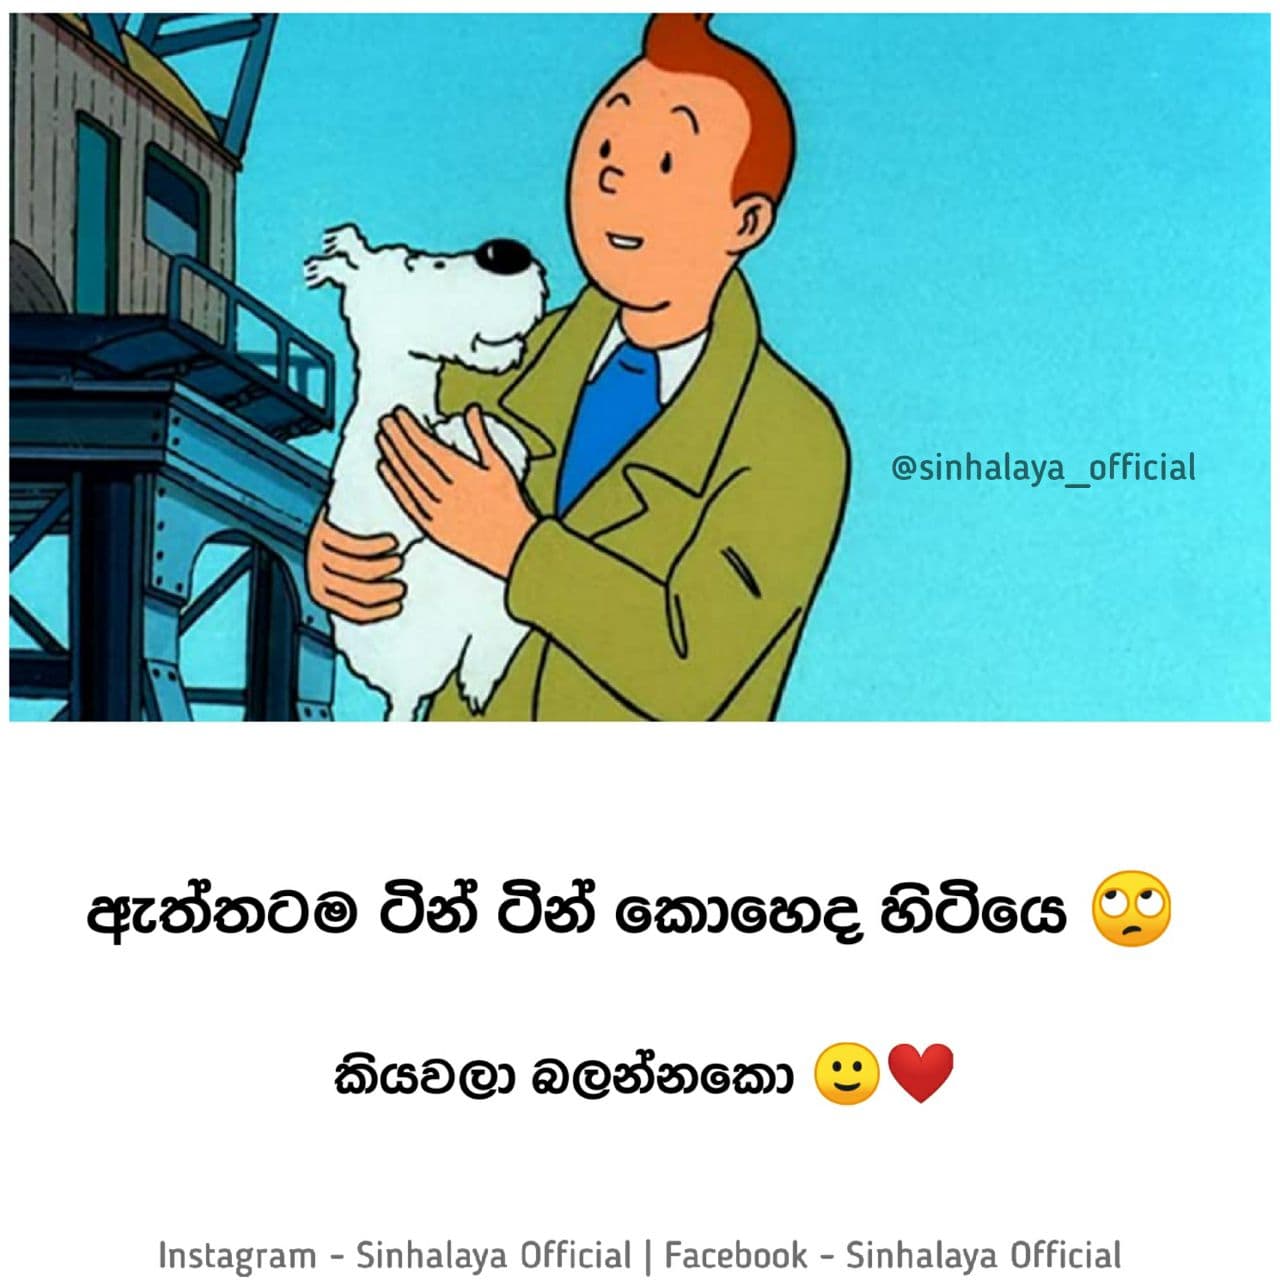 @sinhalaya_official
ඇත්තටම ටින් ටින් කොහෙද හිටියෙ 🙄
කියවලා බලන්නකො 🙂❤️
Instagram - Sinhalaya Official | Facebook - Sinhalaya Official